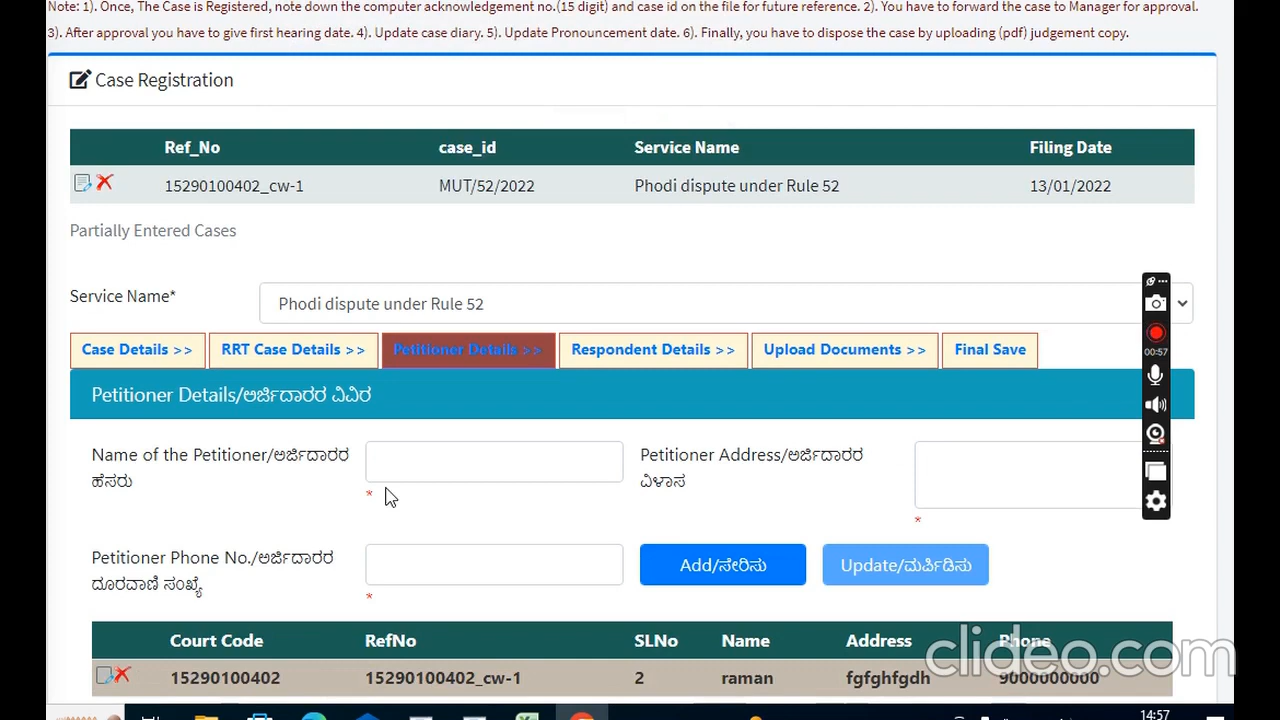 Note: 1). Once, The Case is Registered, note down the computer acknowledgement no.(15 digit) and case id on the file for future reference. 2). You have to forward the case to Manager for approval.
3). After approval you have to give first hearing date. 4). Update case diary. 5). Update Pronouncement date. 6). Finally, you have to dispose the case by uploading (pdf) judgement copy.
Case Registration
Ref_No case_id Service Name Filing Date
15290100402_cw-1 MUT/52/2022 Phodi dispute under Rule 52 13/01/2022
Partially Entered Cases
Service Name* Phodi dispute under Rule 52
Case Details >> RRT Case Details >> Petitioner Details >> Respondent Details >> Upload Documents >> Final Save
00:57
Petitioner Details/ಅರ್ಜಿದಾರರ ವಿವಿರ
Name of the Petitioner/ಅರ್ಜಿದಾರರ Petitioner Address/ಅರ್ಜಿದಾರರ
ಹೆಸರು * ವಿಳಾಸ *
Petitioner Phone No./ಅರ್ಜಿದಾರರ Add/ಸೇರಿಸು Update/ಮರ್ಪಿಡಿಸು
ದೂರವಾಣಿ ಸಂಖ್ಯೆ *
Court Code RefNo SLNo Name Address Phone
clideo.com
15290100402 15290100402_cw-1 2 raman fgfghfgdh 9000000000
14:57